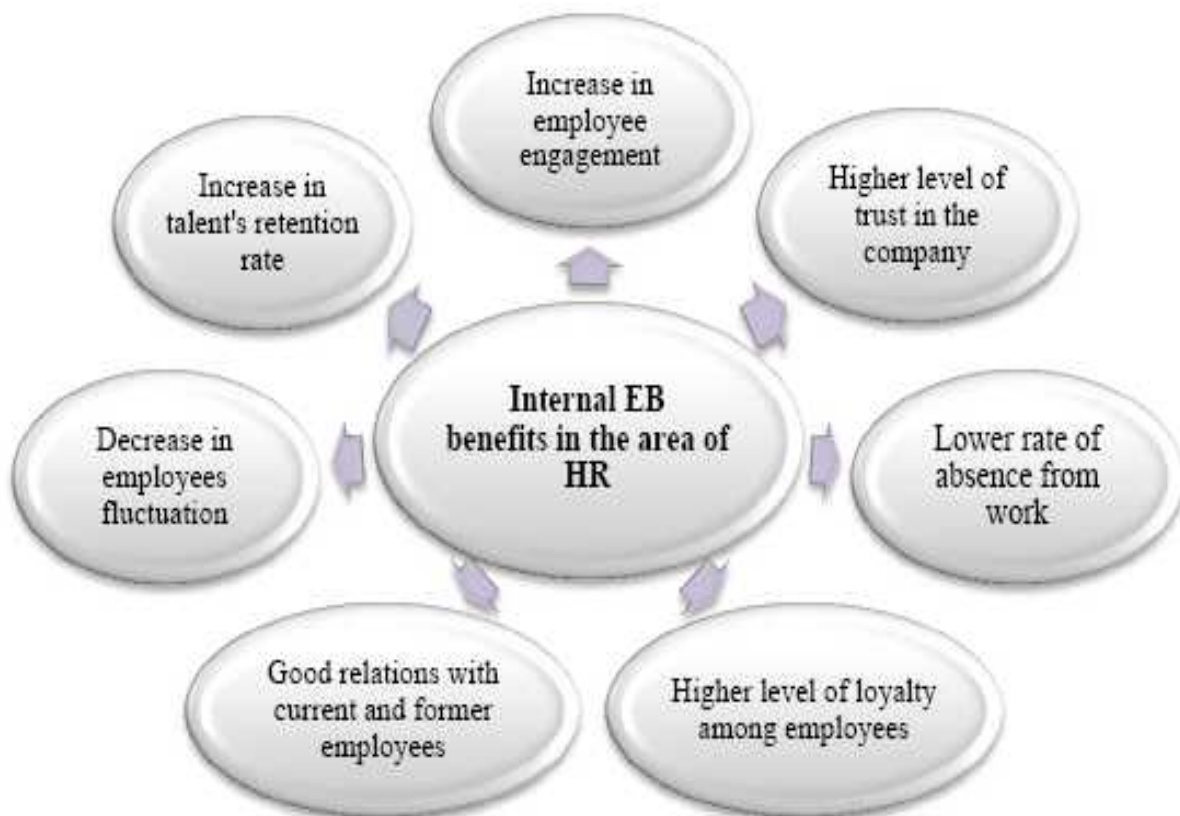 Increase in
employee
engagement
Increase in
talent's retention
rate
Higher level of
trust in the
company
Internal EB
benefits in the area of
HR
Decrease in
employees
fluctuation
Lower rate of
absence from
work
Good relations with
current and former
employees
Higher level of loyalty
among employees